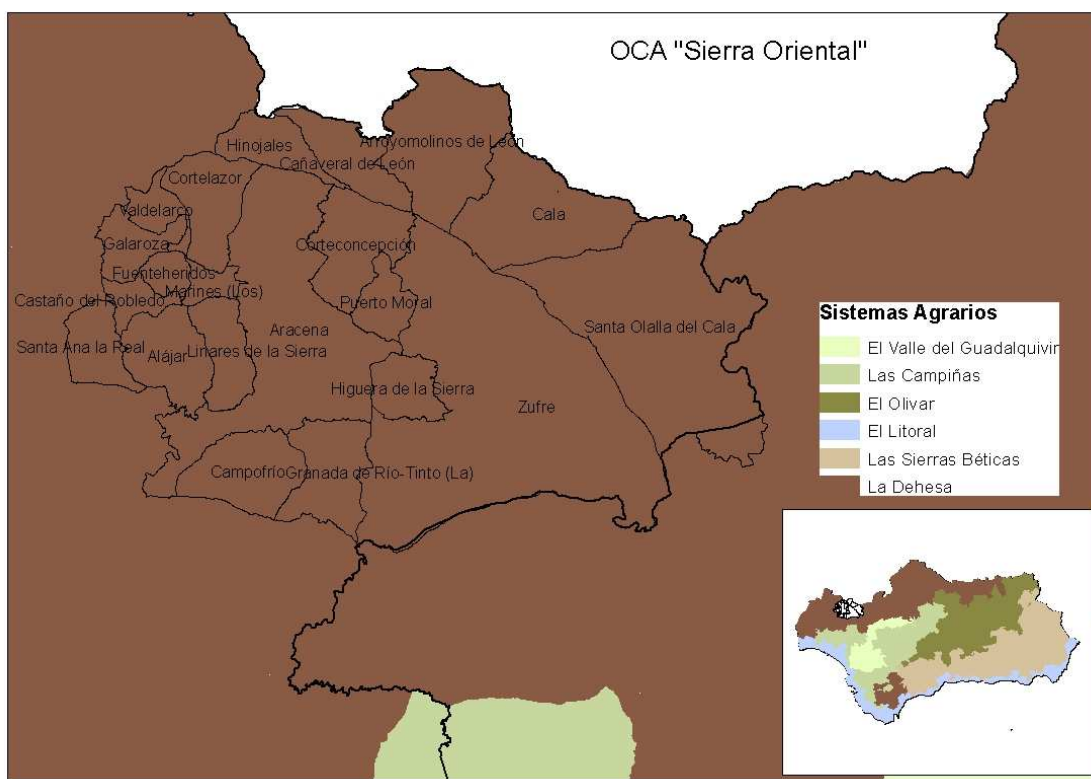 OCA "Sierra Oriental"
Arroyomolinos de León
Hinojales
Cañaveral de León
Cortelazor
Valdelarco
Cala
Galaroza
Corteconcepción
Fuenteheridos
Marines (Los)
Castaño del Robledo
Puerto Moral
Aracena
Santa Olalla del Cala
Santa Ana la Real
Alájar
Linares de la Sierra
Higuera de la Sierra
Zufre
Campofrío
Granada de Río-Tinto (La)
Sistemas Agrarios
El Valle del Guadalquivir
Las Campiñas
El Olivar
El Litoral
Las Sierras Béticas
La Dehesa